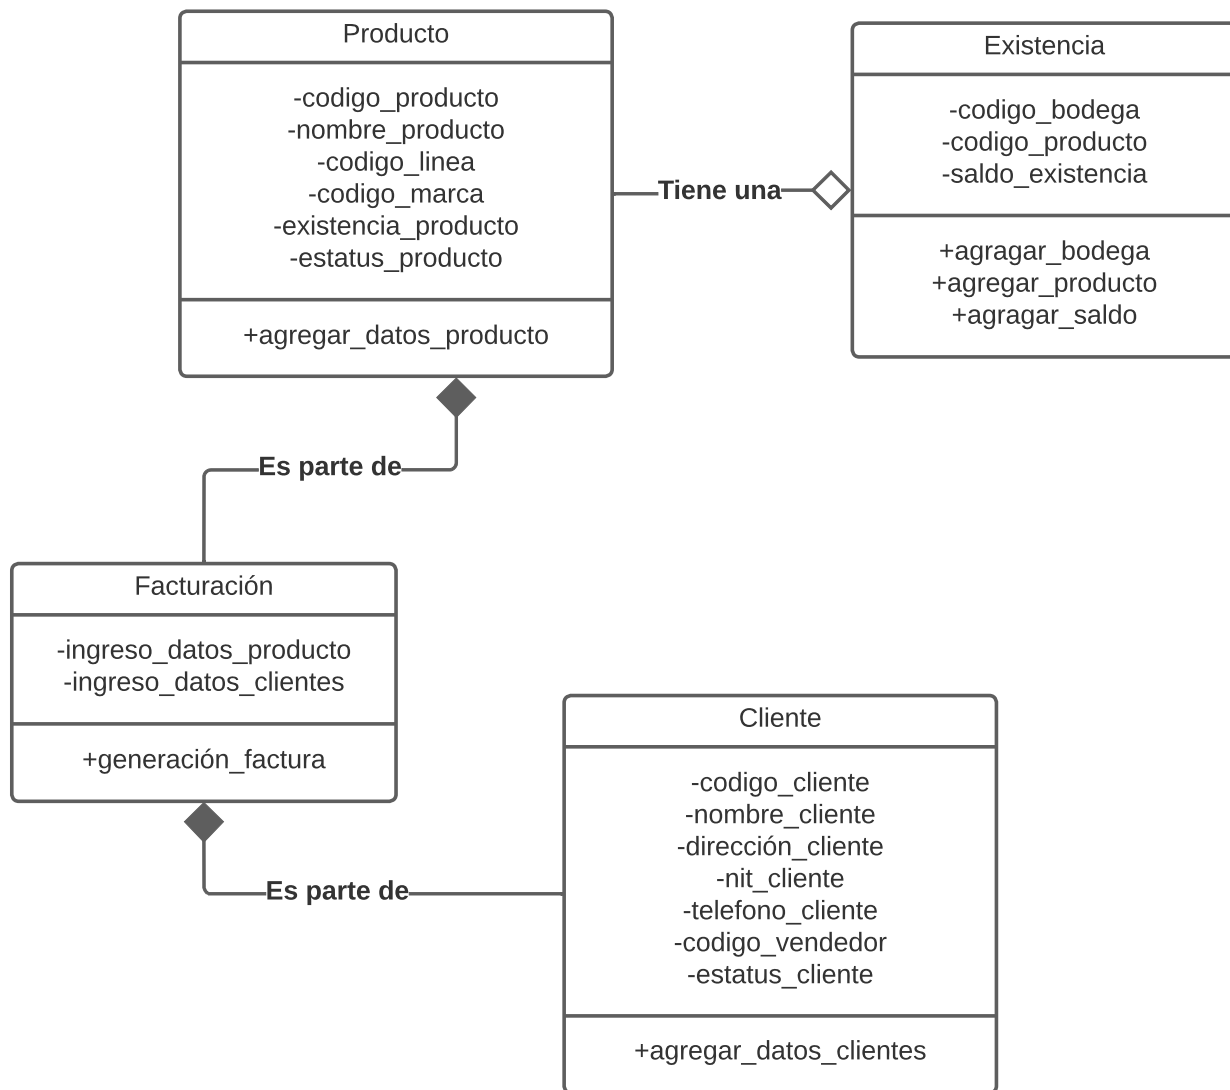 Producto
-codigo_producto
-nombre_producto
-codigo_linea
-codigo_marca
-existencia_producto
-estatus_producto
+agregar_datos_producto
Tiene una
Existencia
-codigo_bodega
-codigo_producto
-saldo_existencia
+agragar_bodega
+agregar_producto
+agragar_saldo
Es parte de
Facturación
-ingreso_datos_producto
-ingreso_datos_clientes
+generación_factura
Es parte de
Cliente
-codigo_cliente
-nombre_cliente
-dirección_cliente
-nit_cliente
-telefono_cliente
-codigo_vendedor
-estatus_cliente
+agregar_datos_clientes